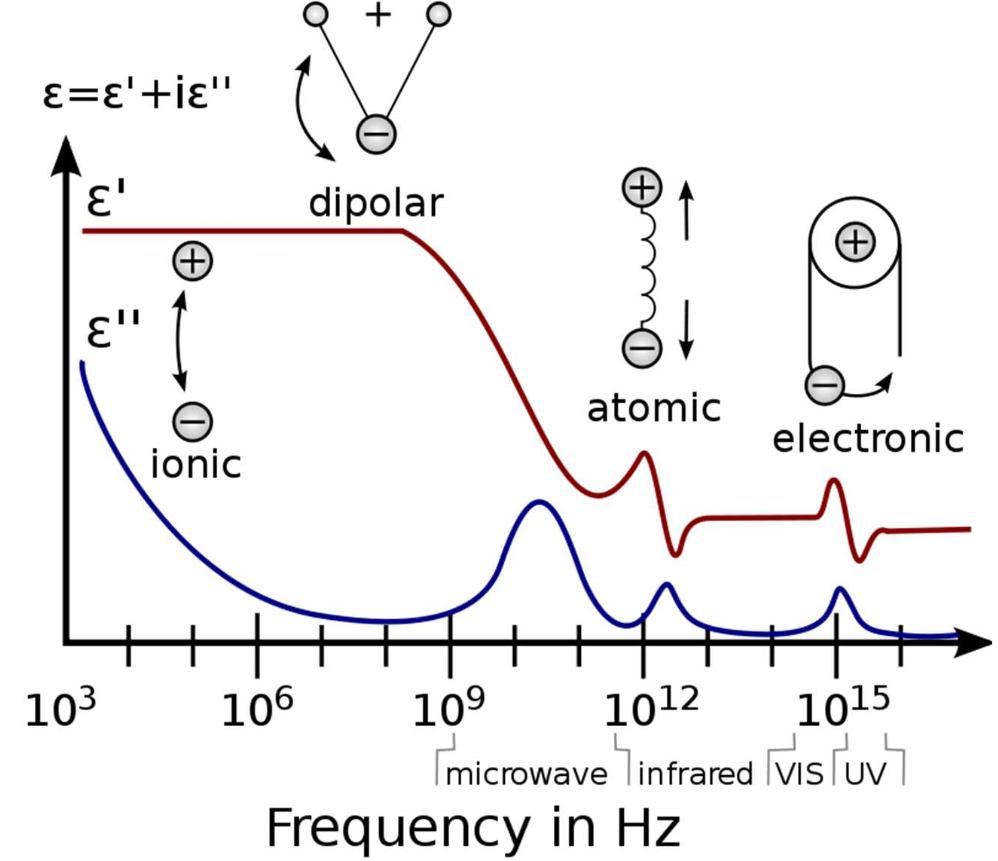 +
ε=ε'+iε''
−
ε'
dipolar
+
+
+
ε''
−
−
atomic
−
electronic
ionic
10³ 10⁶ 10⁹ 10¹² 10¹⁵
microwave infrared VIS UV
Frequency in Hz